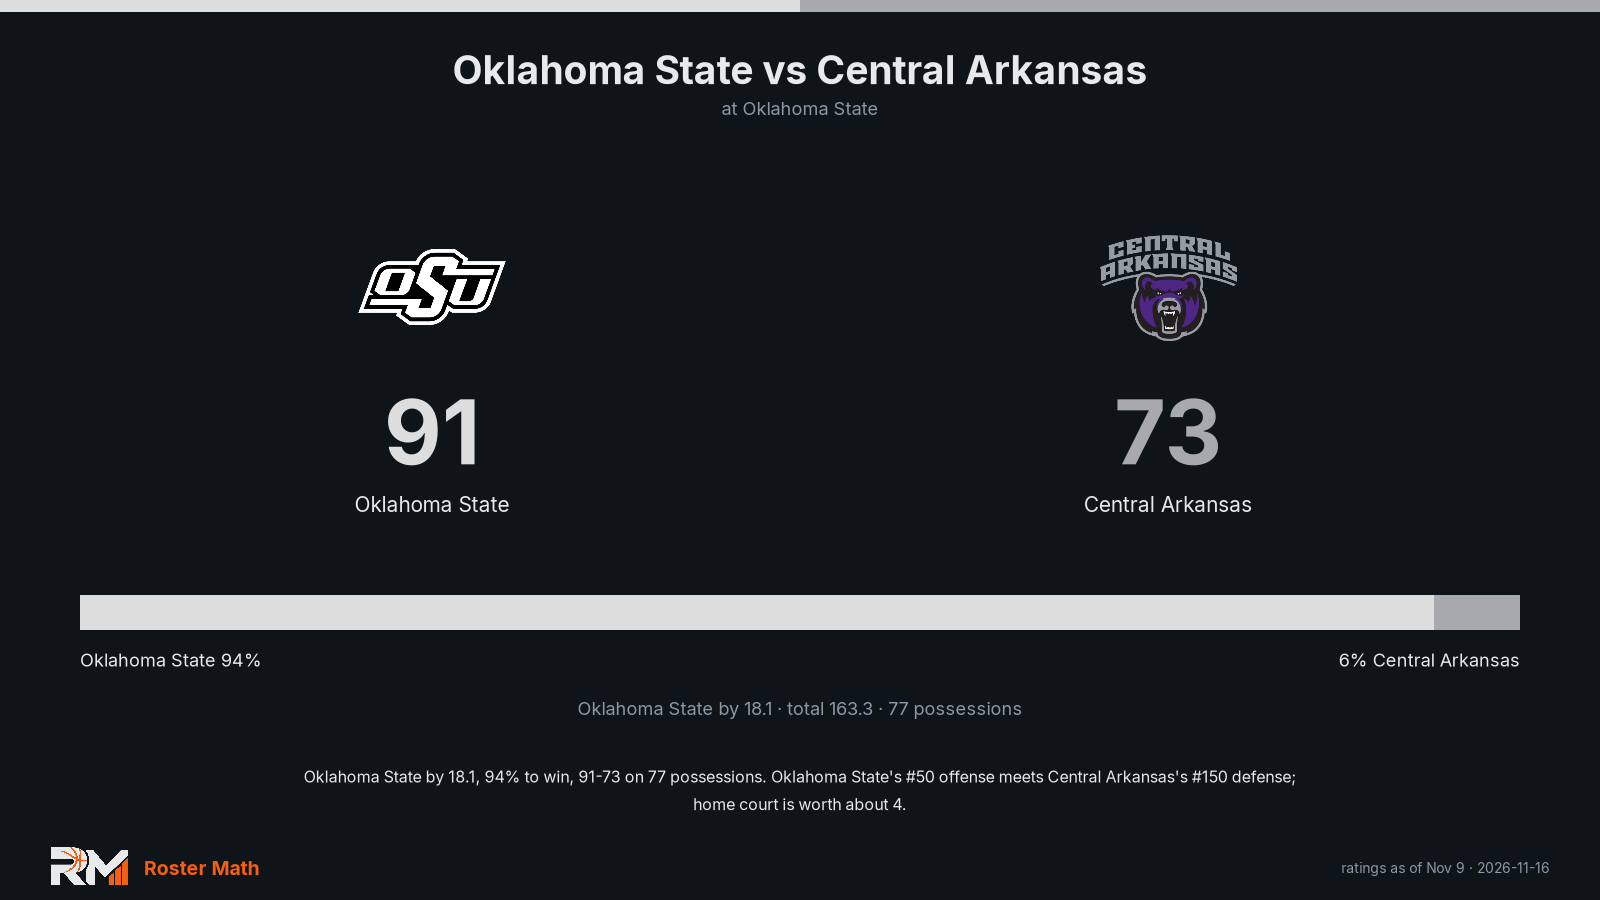 Oklahoma State vs Central Arkansas
at Oklahoma State
OSU
CENTRAL
ARKANSAS
91
73
Oklahoma State
Central Arkansas
Oklahoma State 94%
6% Central Arkansas
Oklahoma State by 18.1 · total 163.3 · 77 possessions
Oklahoma State by 18.1, 94% to win, 91-73 on 77 possessions. Oklahoma State's #50 offense meets Central Arkansas's #150 defense;
home court is worth about 4.
RM
Roster Math
ratings as of Nov 9 · 2026-11-16